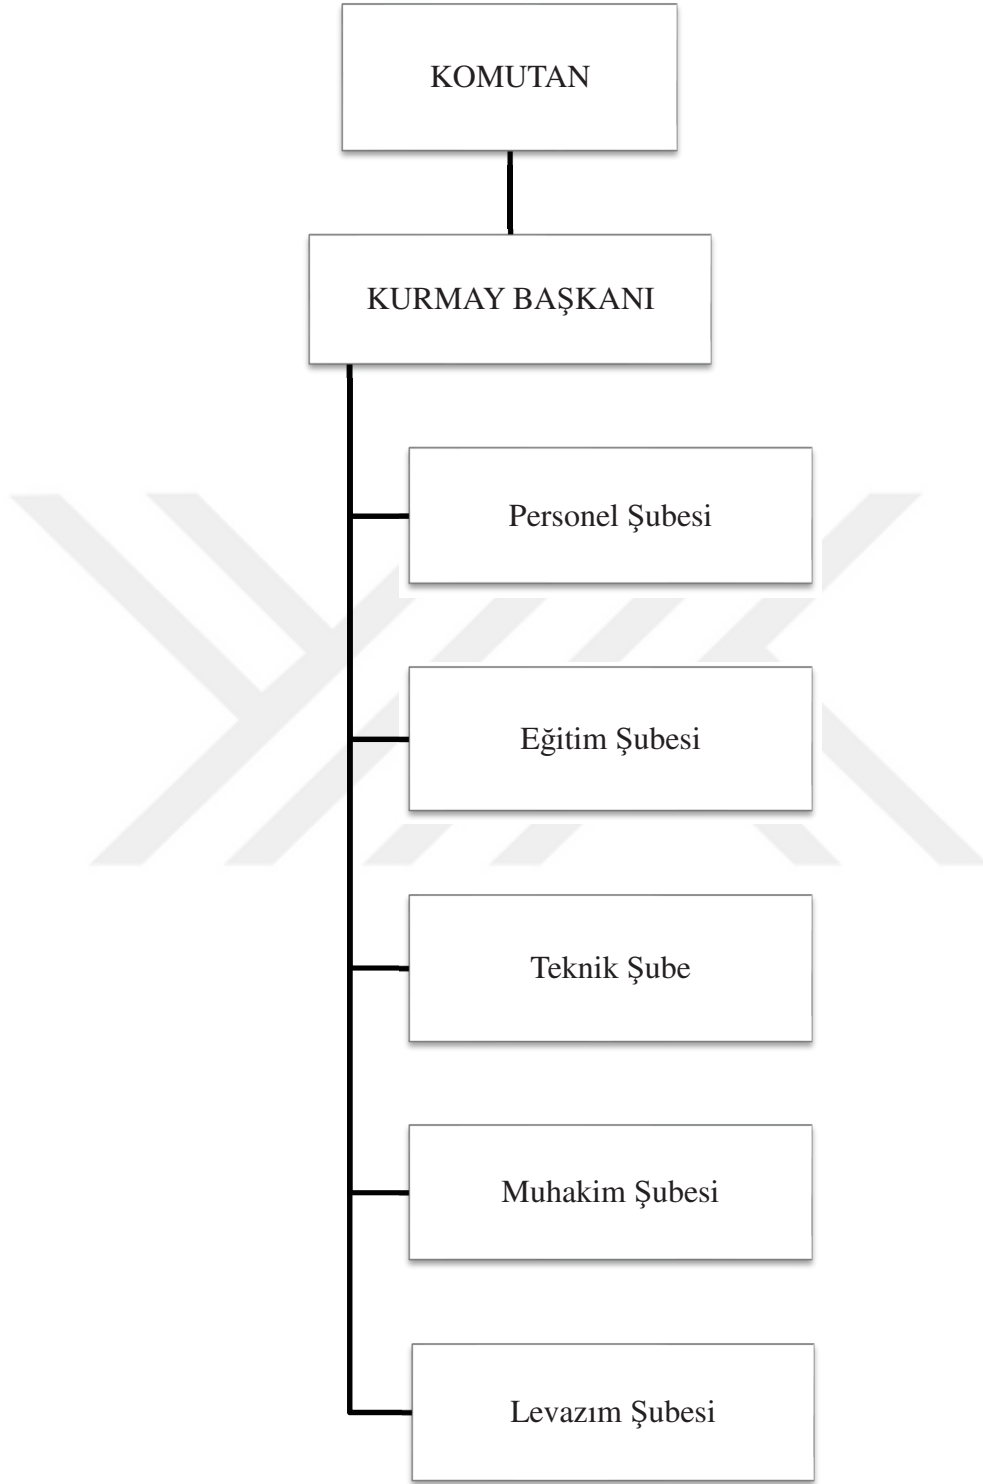 KOMUTAN
KURMAY BAŞKANI
Personel Şubesi
Eğitim Şubesi
Teknik Şube
Muhakim Şubesi
Levazım Şubesi